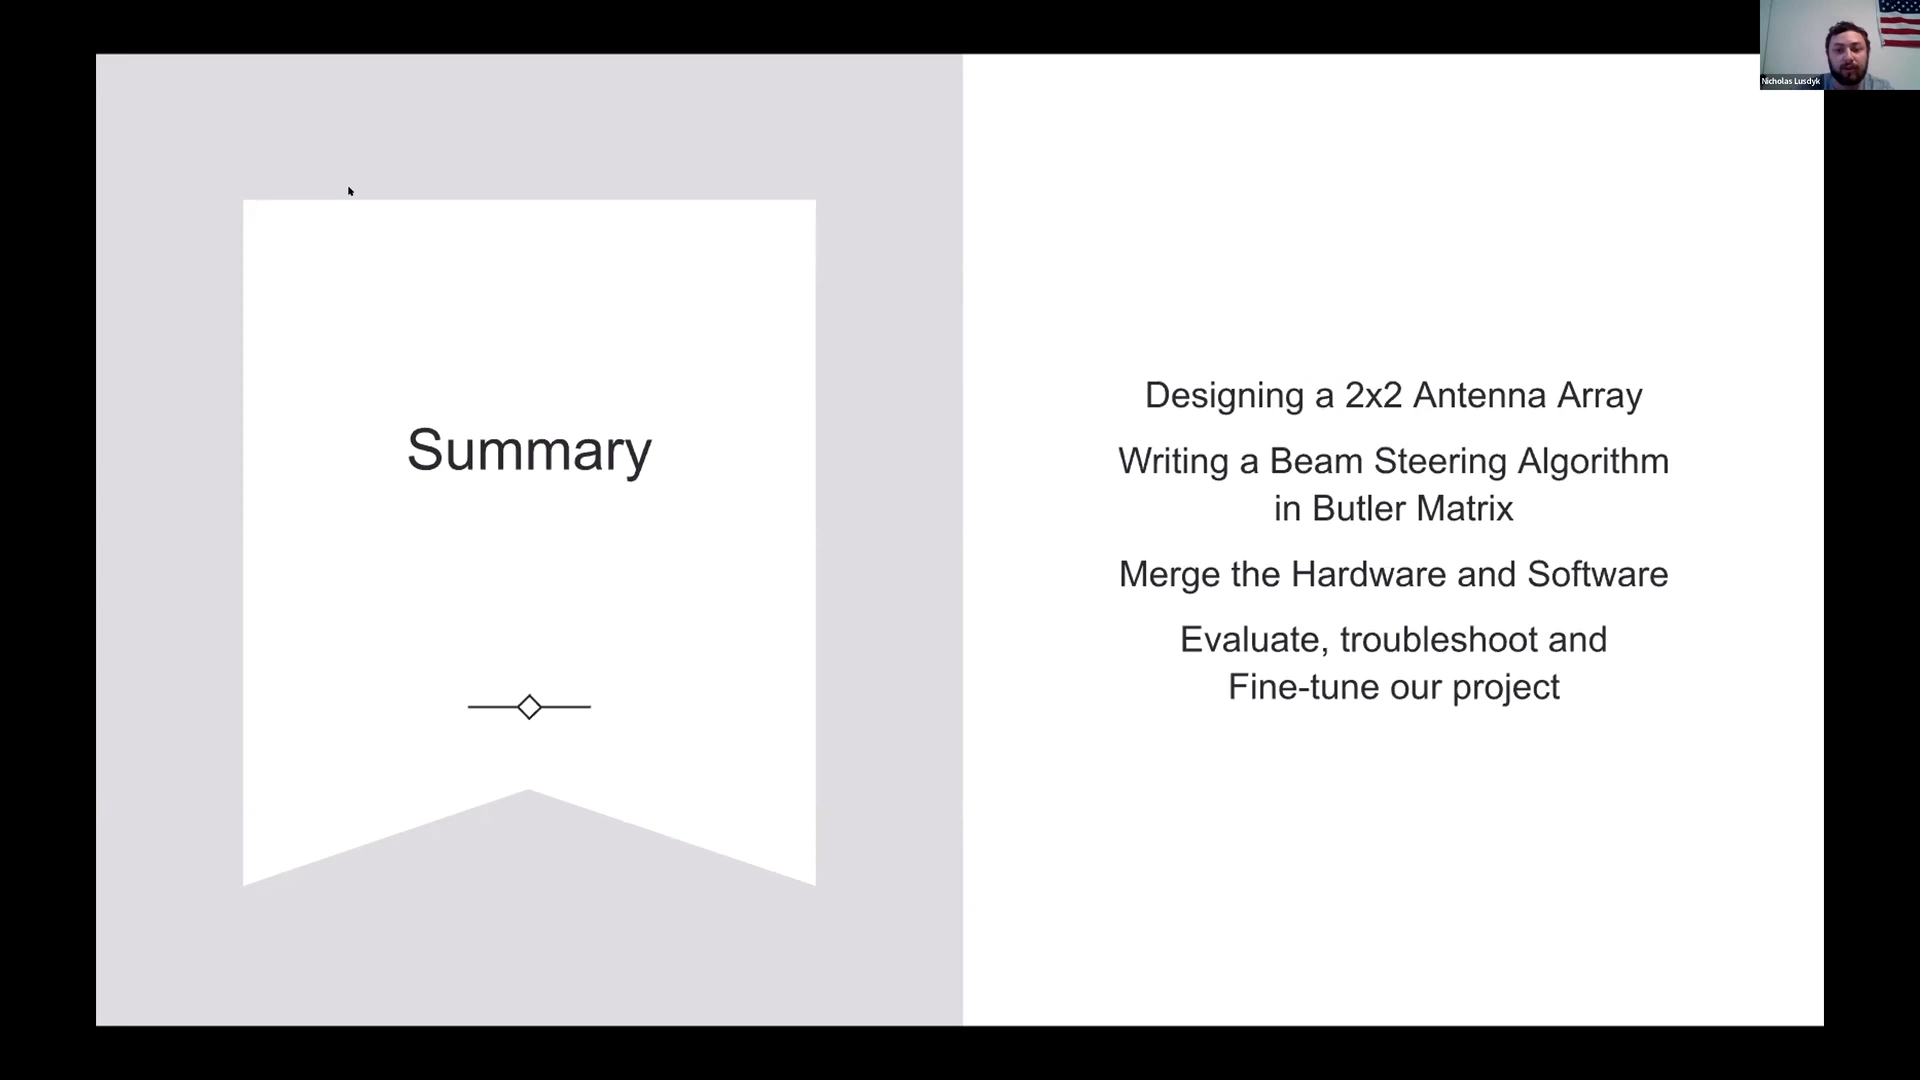 Nicholas Lusdyk
Summary
Designing a 2x2 Antenna Array
Writing a Beam Steering Algorithm
in Butler Matrix
Merge the Hardware and Software
Evaluate, troubleshoot and
Fine-tune our project